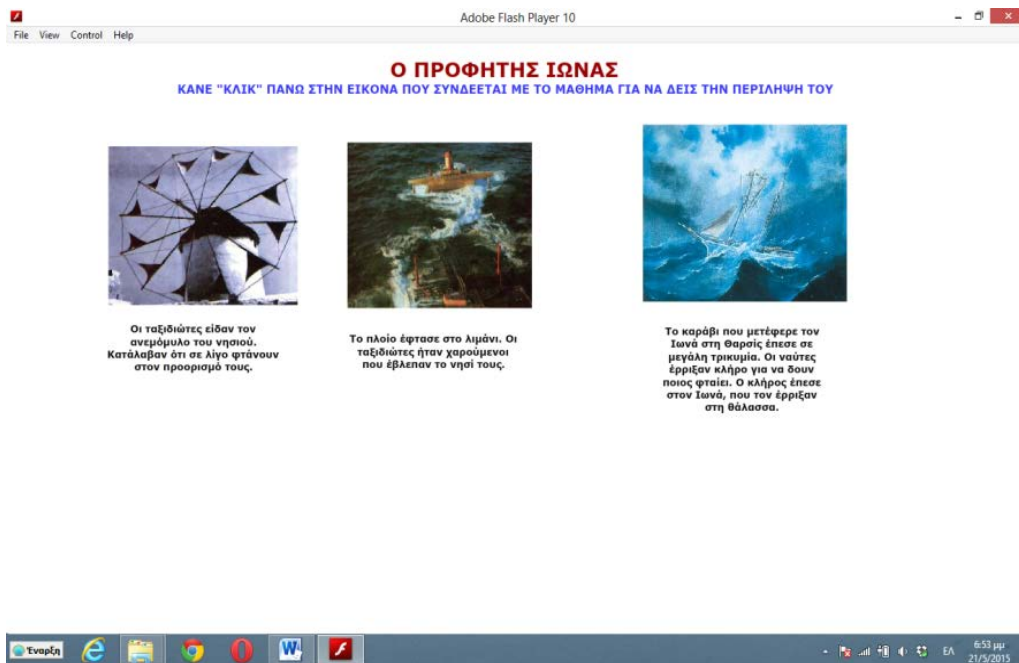 Adobe Flash Player 10
File View Control Help
Ο ΠΡΟΦΗΤΗΣ ΙΩΝΑΣ
ΚΑΝΕ "ΚΛΙΚ" ΠΑΝΩ ΣΤΗΝ ΕΙΚΟΝΑ ΠΟΥ ΣΥΝΔΕΕΤΑΙ ΜΕ ΤΟ ΜΑΘΗΜΑ ΓΙΑ ΝΑ ΔΕΙΣ ΤΗΝ ΠΕΡΙΛΗΨΗ ΤΟΥ
Οι ταξιδιώτες είδαν τον
ανεμόμυλο του νησιού.
Κατάλαβαν ότι σε λίγο φτάνουν
στον προορισμό τους.
Το πλοίο έφτασε στο λιμάνι. Οι
ταξιδιώτες ήταν χαρούμενοι
που έβλεπαν το νησί τους.
Το καράβι που μετέφερε τον
Ιωνά στη Θαρσίς έπεσε σε
μεγάλη τρικυμία. Οι ναύτες
έρριξαν κλήρο για να δουν
ποιος φταίει. Ο κλήρος έπεσε
στον Ιωνά, που τον έρριξαν
στη θάλασσα.
Έναρξη
ΕΛ
6:53 μμ
21/5/2015